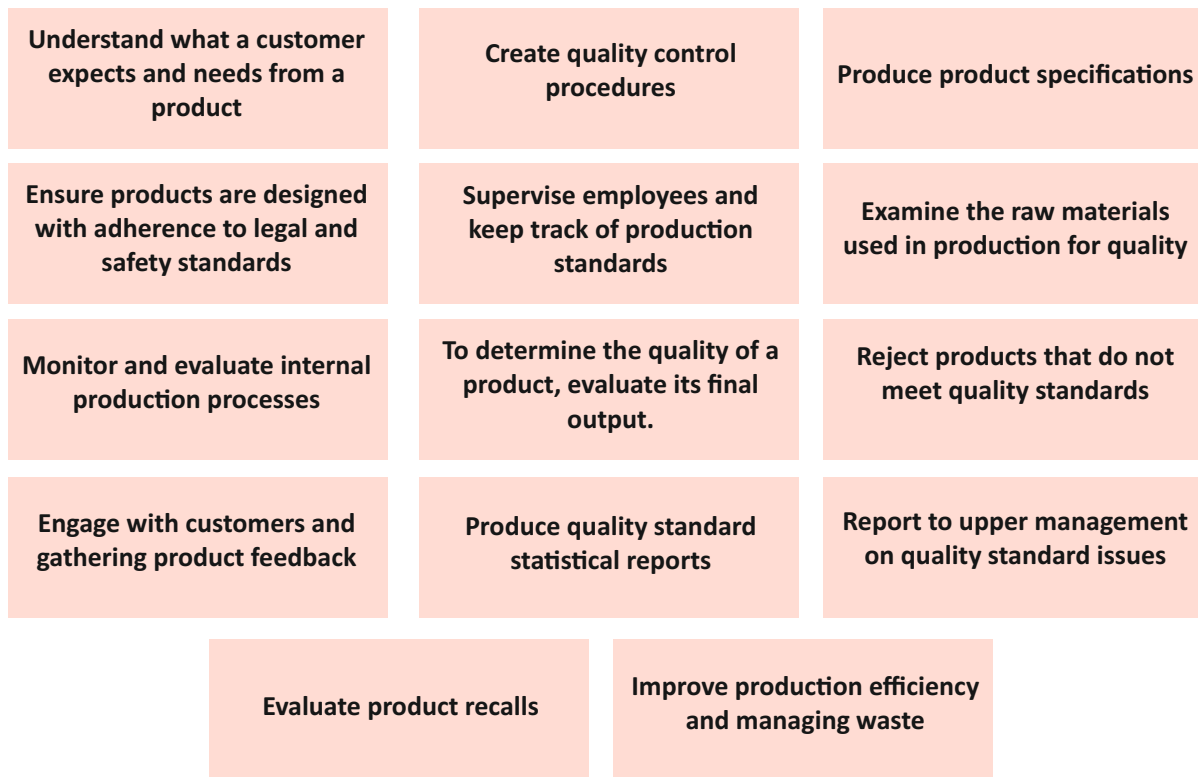 Understand what a customer
expects and needs from a
product
Create quality control
procedures
Produce product specifications
Ensure products are designed
with adherence to legal and
safety standards
Supervise employees and
keep track of production
standards
Examine the raw materials
used in production for quality
Monitor and evaluate internal
production processes
To determine the quality of a
product, evaluate its final
output.
Reject products that do not
meet quality standards
Engage with customers and
gathering product feedback
Produce quality standard
statistical reports
Report to upper management
on quality standard issues
Evaluate product recalls
Improve production efficiency
and managing waste